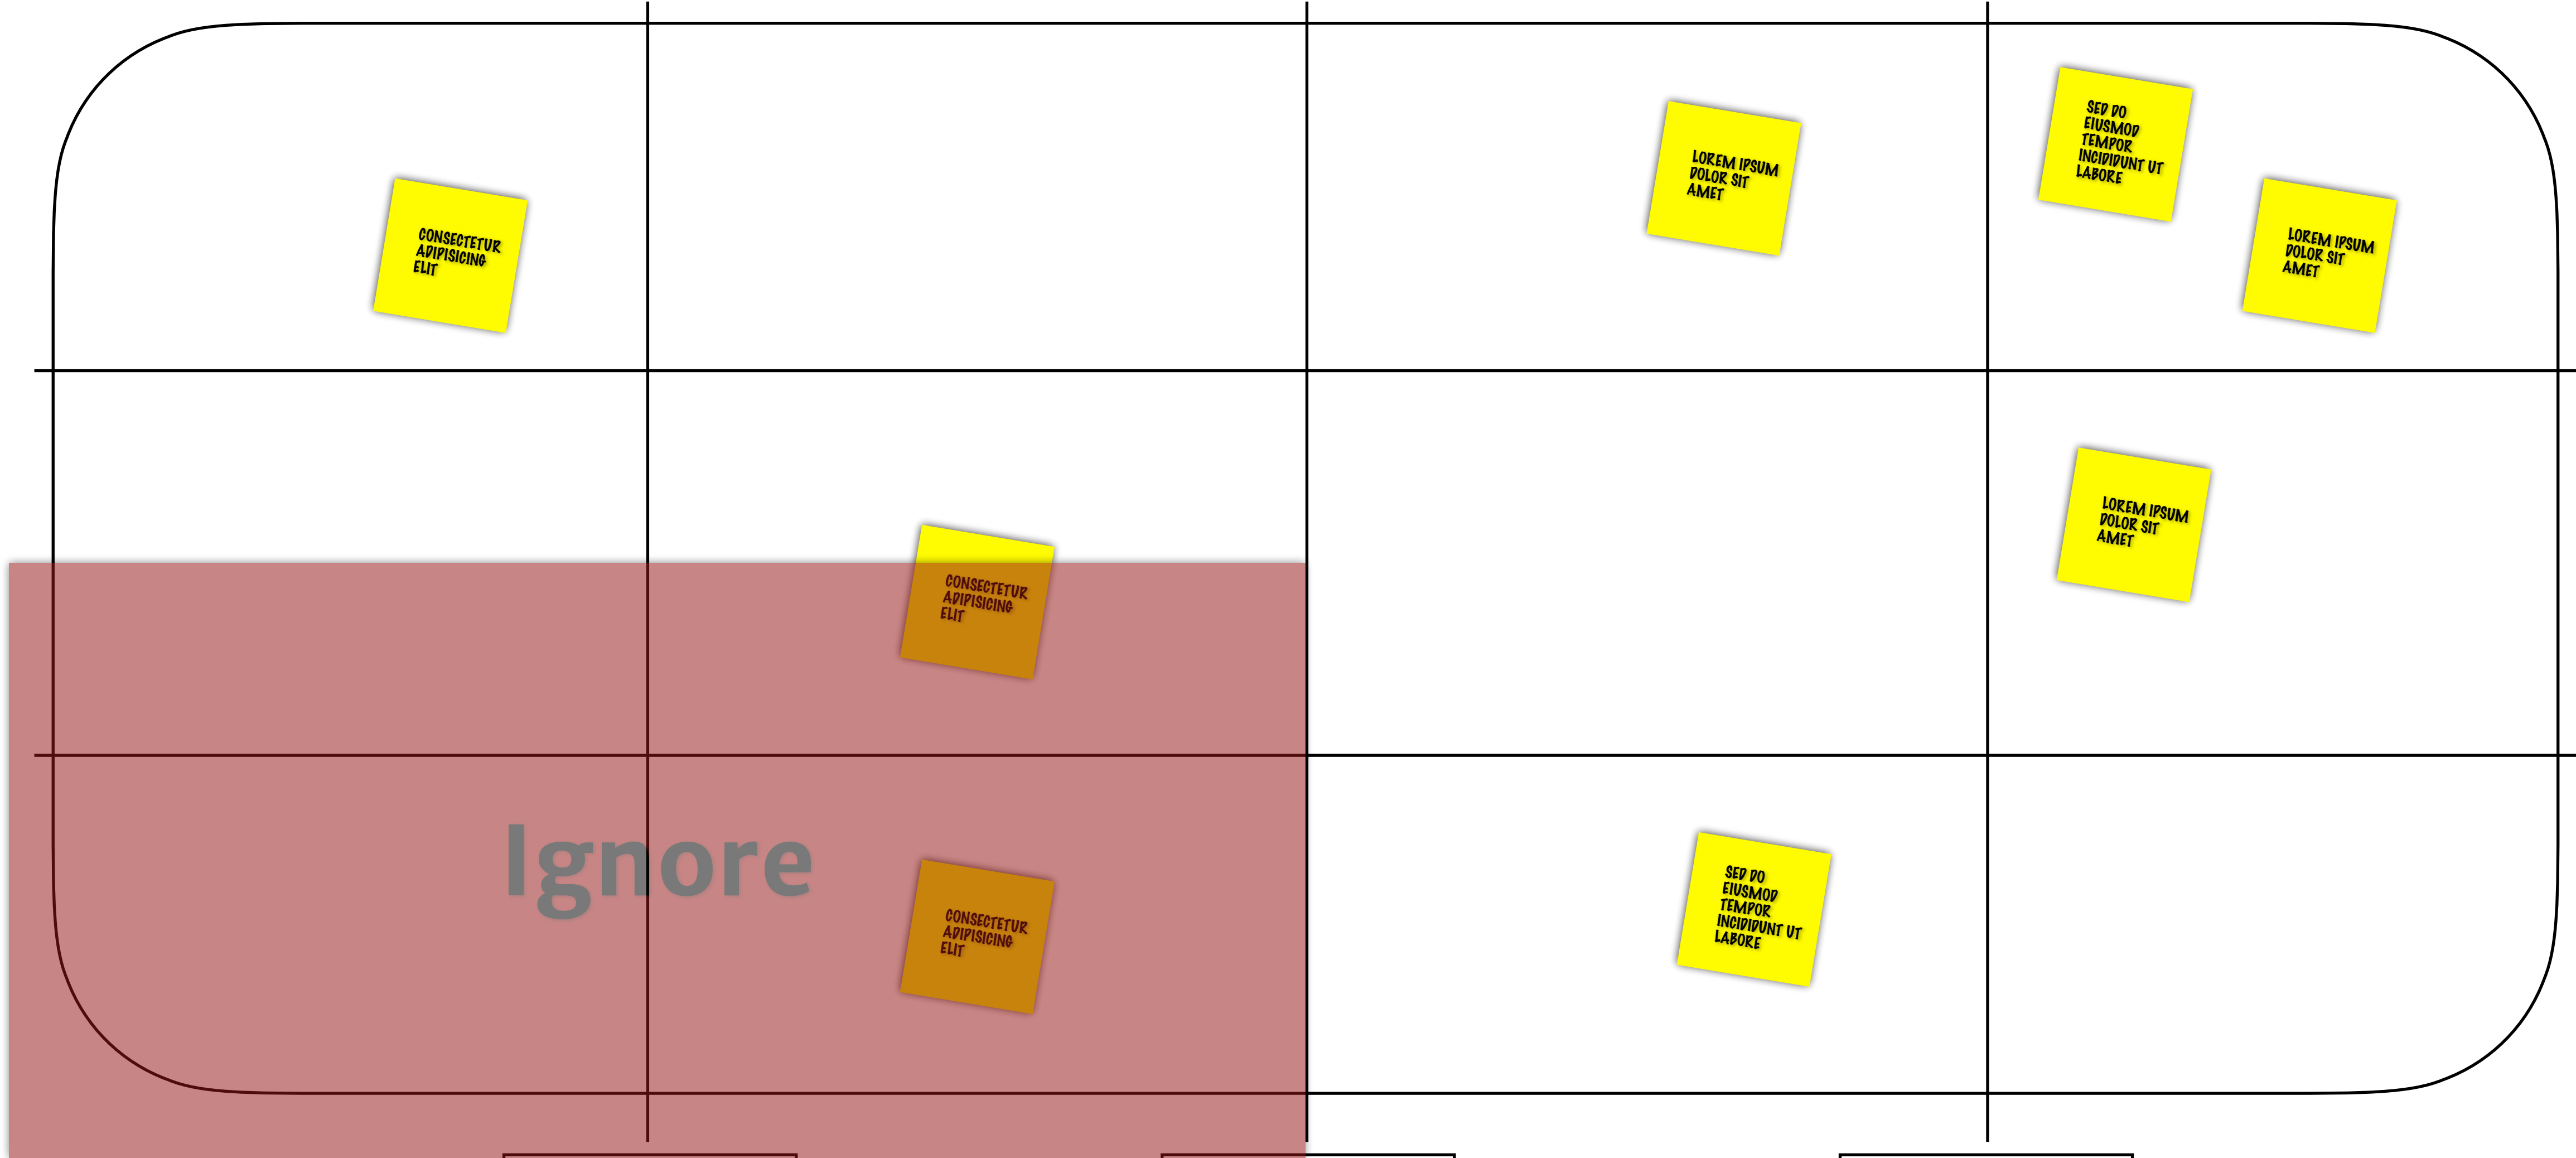 SED DO
EIUSMOD
TEMPOR
INCIDIDUNT UT
LABORE
LOREM IPSUM
DOLOR SIT
AMET
CONSECTETUR
ADIPISICING
ELIT
LOREM IPSUM
DOLOR SIT
AMET
LOREM IPSUM
DOLOR SIT
AMET
CONSECTETUR
ADIPISICING
ELIT
Ignore
SED DO
EIUSMOD
TEMPOR
INCIDIDUNT UT
LABORE
CONSECTETUR
ADIPISICING
ELIT